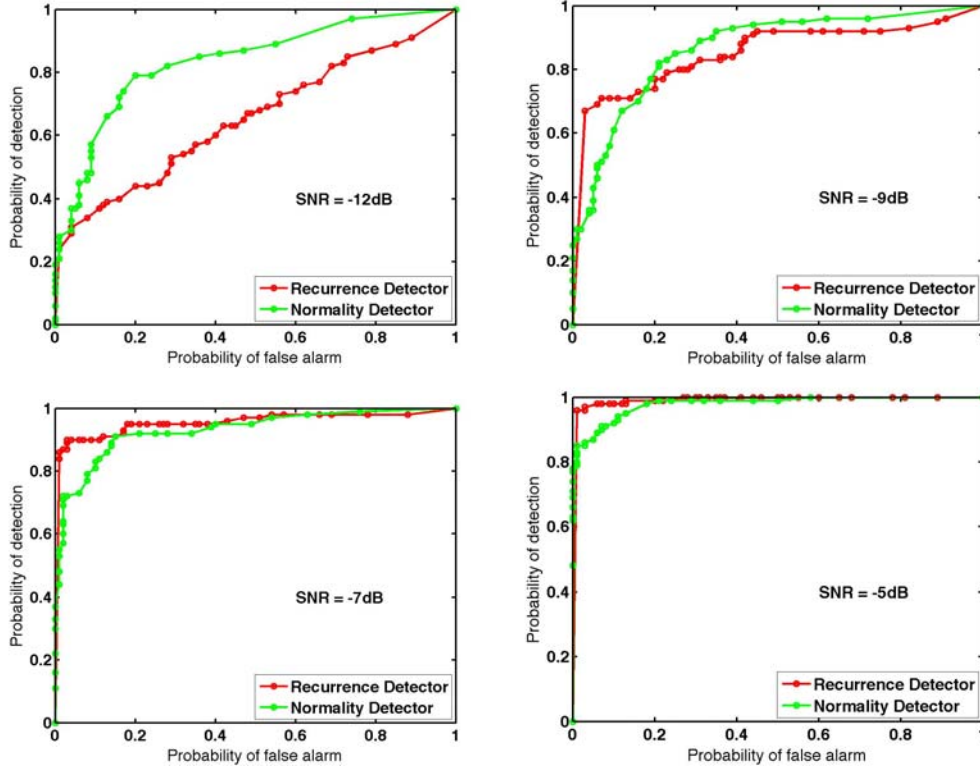 1
0.8
0.6
0.4
0.2
0
Probability of detection
SNR = -12dB
Recurrence Detector
Normality Detector
0 0.2 0.4 0.6 0.8 1
Probability of false alarm
1
0.8
0.6
0.4
0.2
0
Probability of detection
SNR = -9dB
Recurrence Detector
Normality Detector
0 0.2 0.4 0.6 0.8
Probability of false alarm
1
0.8
0.6
0.4
0.2
0
Probability of detection
SNR = -7dB
Recurrence Detector
Normality Detector
0 0.2 0.4 0.6 0.8 1
Probability of false alarm
1
0.8
0.6
0.4
0.2
0
Probability of detection
SNR = -5dB
Recurrence Detector
Normality Detector
0 0.2 0.4 0.6 0.8
Probability of false alarm